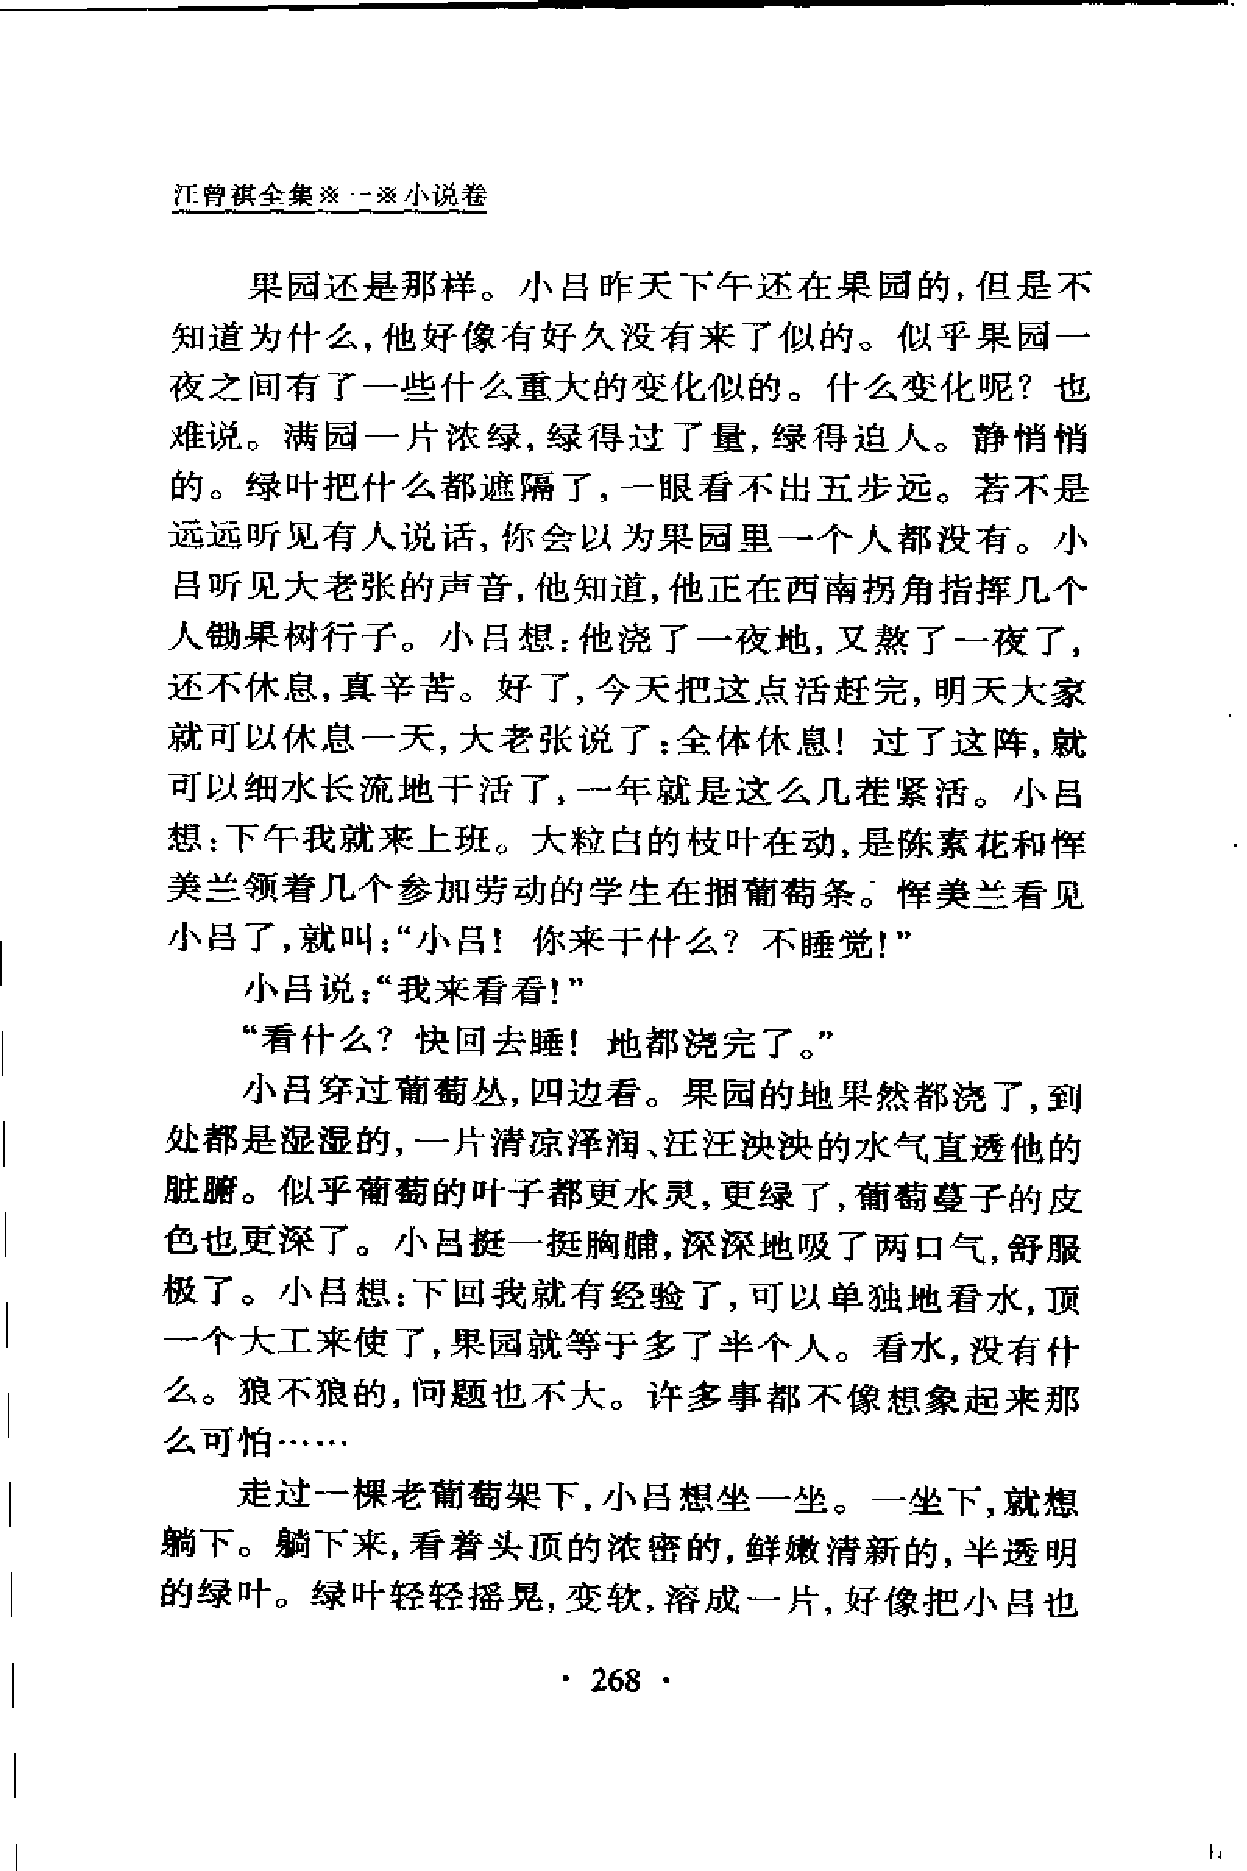 汪曾祺全集※一※小说卷
果园还是那样。小吕昨天下午还在果园的,但是不
知道为什么,他好像有好久没有来了似的。似乎果园一
夜之间有了一些什么重大的变化似的。什么变化呢?也
难说。满园一片浓绿,绿得过了量,绿得迫人。静悄悄
的。绿叶把什么都遮隔了,一眼看不出五步远。若不是
远远听见有人说话,你会以为果园里一个人都没有。小
吕听见大老张的声音,他知道,他正在西南拐角指挥几个
人锄果树行子。小吕想:他浇了一夜地,又熬了一夜了,
还不休息,真辛苦。好了,今天把这点活赶完,明天大家
就可以休息一天,大老张说了:全体休息!过了这阵,就
可以细水长流地干活了,一年就是这么几茬紧活。小吕
想:下午我就来上班。大粒白的枝叶在动,是陈素花和恽
美兰领着几个参加劳动的学生在捆葡萄条。恽美兰看见
小吕了,就叫:“小吕!你来干什么?不睡觉!”
小吕说:“我来看看!”
“看什么?快回去睡!地都浇完了。”
小吕穿过葡萄丛,四边看。果园的地果然都浇了,到
处都是湿湿的,一片清凉泽润、汪汪泱泱的水气直透他的
脏腑。似乎葡萄的叶子都更水灵,更绿了,葡萄蔓子的皮
色也更深了。小吕挺一挺胸脯,深深地吸了两口气,舒服
极了。小吕想:下回我就有经验了,可以单独地看水,顶
一个大工来使了,果园就等于多了半个人。看水,没有什
么。狼不狼的,问题也不大。许多事都不像想象起来那
么可怕……
走过一棵老葡萄架下,小吕想坐一坐。一坐下,就想
躺下。躺下来,看着头顶的浓密的,鲜嫩清新的,半透明
的绿叶。绿叶轻轻摇晃,变软,溶成一片,好像把小吕也
· 268 ·